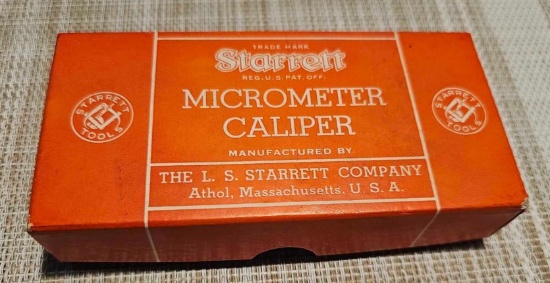 TRADE MARK
Starrett
REG. U.S. PAT. OFF.
MICROMETER
CALIPER
MANUFACTURED BY
THE L. S. STARRETT COMPANY
Athol, Massachusetts, U. S. A.
STARRETT
TOOLS
STARRETT
TOOLS